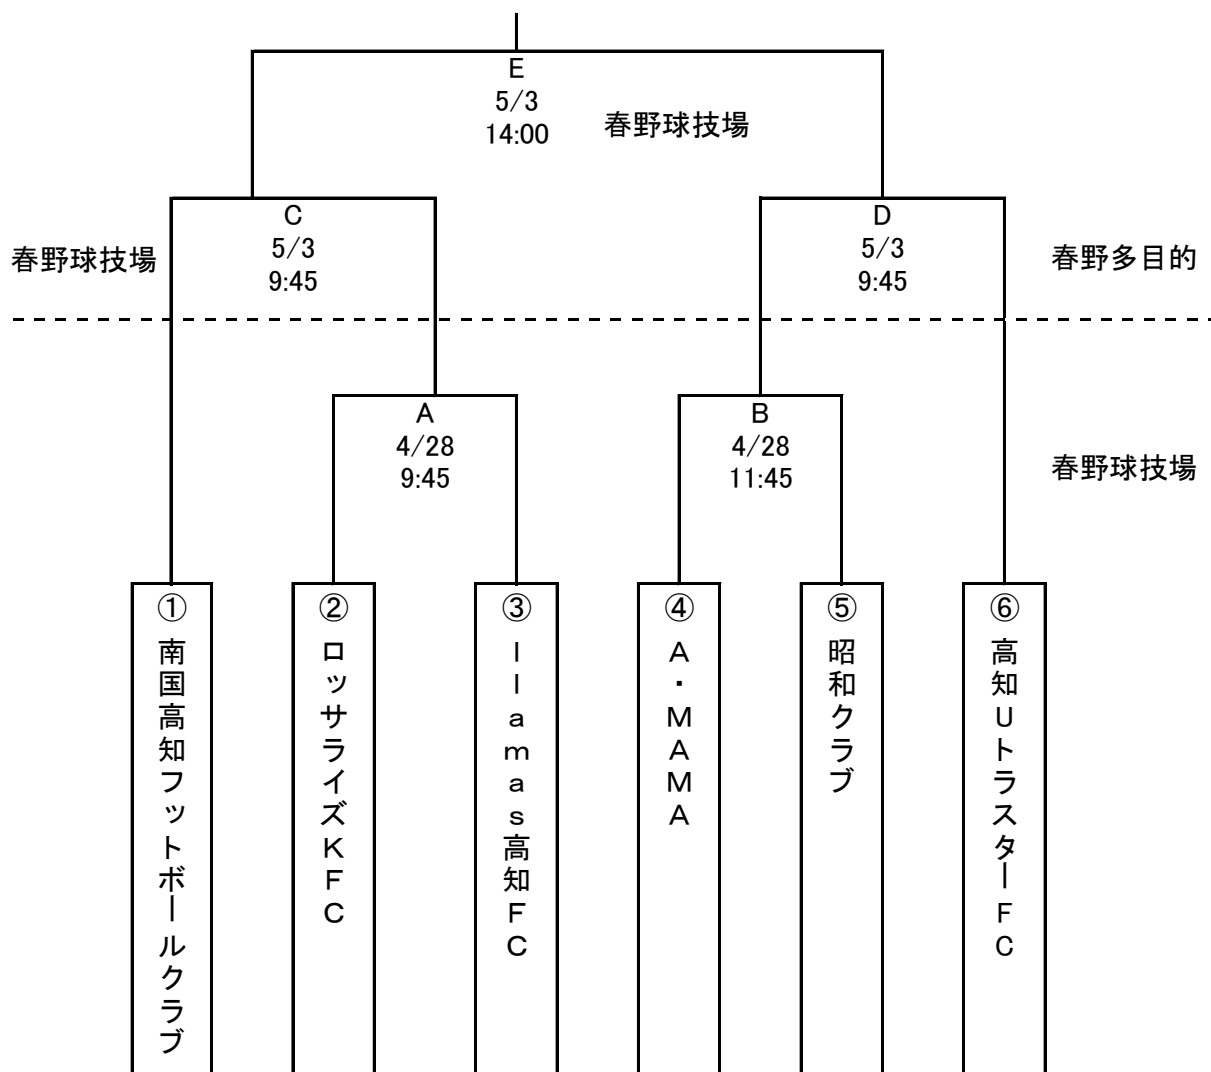 E
5/3
14:00
春野球技場
C
5/3
9:45
D
5/3
9:45
春野球技場
春野多目的
A
4/28
9:45
B
4/28
11:45
春野球技場
①南国高知フットボールクラブ
②ロッサライズKFC
③llamas高知FC
④A・MAMA
⑤昭和クラブ
⑥高知UトラスターFC